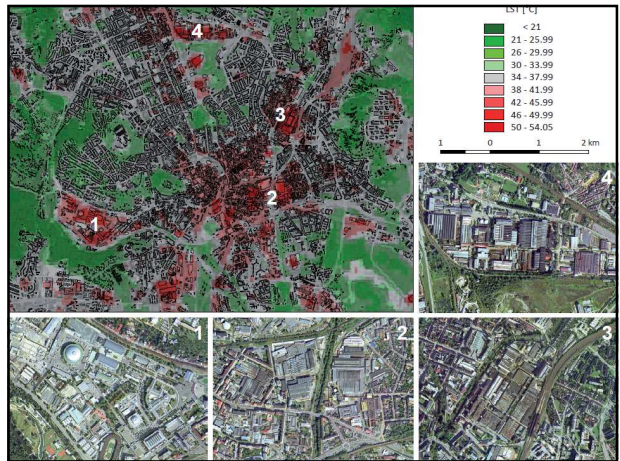 LST [°C]
< 21
21 - 25.99
26 - 29.99
30 - 33.99
34 - 37.99
38 - 41.99
42 - 45.99
46 - 49.99
50 - 54.05
1 0 1 2 km
4
3
2
1
4
1
2
3